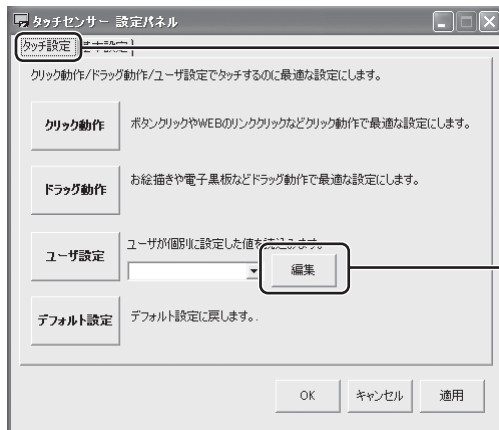 タッチセンサー 設定パネル
タッチ設定
クリック動作/ドラッグ動作/ユーザ設定でタッチするのに最適な設定にします。
クリック動作
ボタンクリックやWEBのリンククリックなどクリック動作で最適な設定にします。
ドラッグ動作
お絵描きや電子黒板などドラッグ動作で最適な設定にします。
ユーザ設定
ユーザが個別に設定した値を読込みます。
編集
デフォルト設定
デフォルト設定に戻します。.
OK
キャンセル
適用